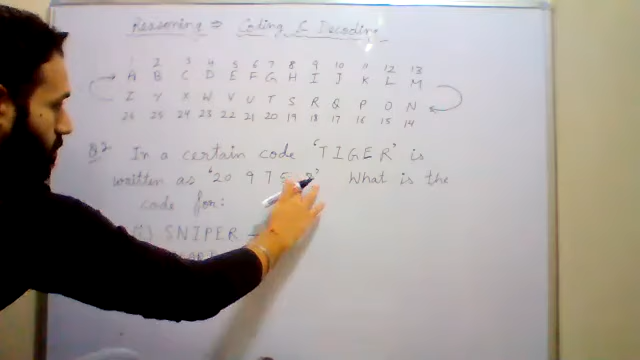 Reasoning ⇒ Coding & Decoding
1 2 3 4 5 6 7 8 9 10 11 12 13
A B C D E F G H I J K L M
Z Y X W V U T S R Q P O N
26 25 24 23 22 21 20 19 18 17 16 15 14
Q2 In a certain code 'TIGER' is
written as '20 9 7 5 What is the
code for:
SNIPER -